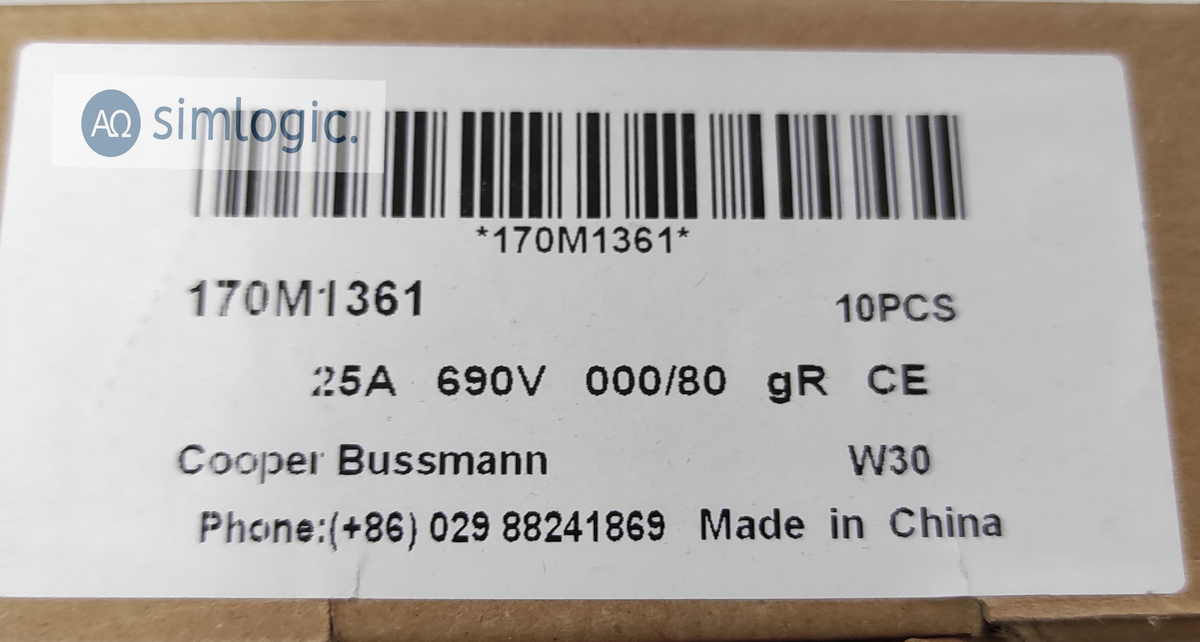 AΩ simlogic.
*170M1361*
170M1361 10PCS
25A 690V 000/80 gR CE
Cooper Bussmann W30
Phone:(+86) 029 88241869 Made in China